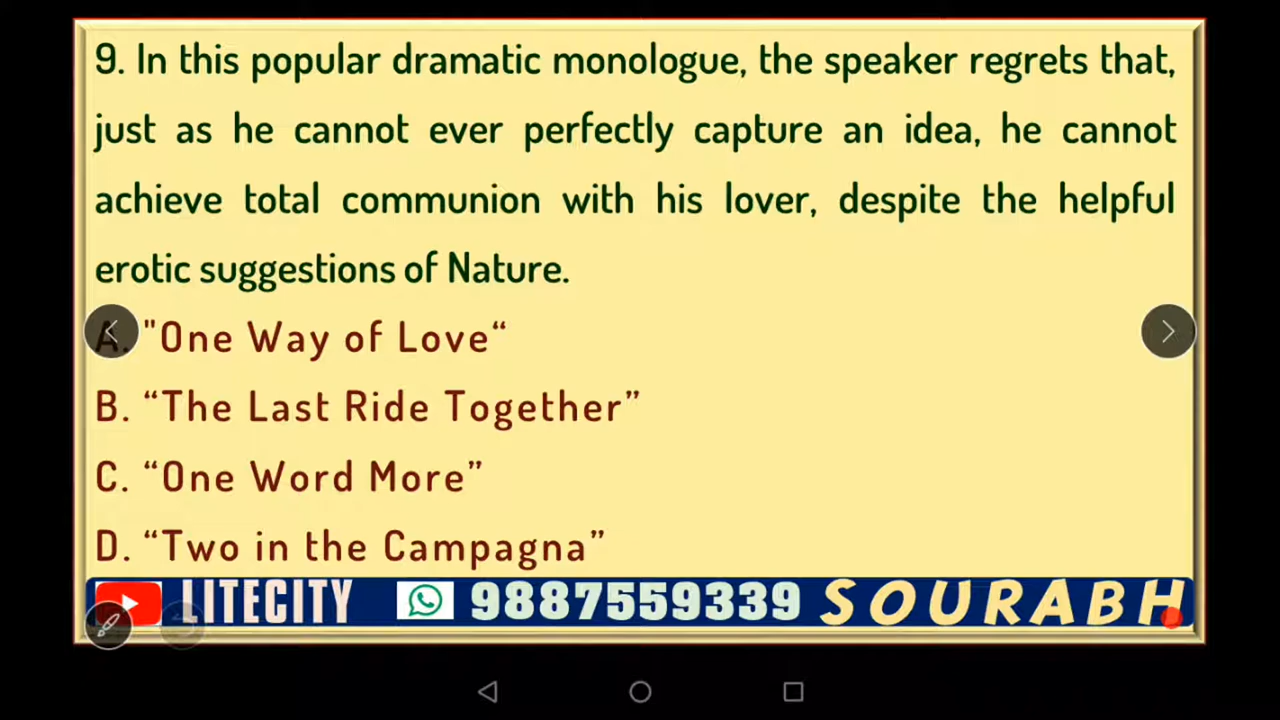 9. In this popular dramatic monologue, the speaker regrets that,
just as he cannot ever perfectly capture an idea, he cannot
achieve total communion with his lover, despite the helpful
erotic suggestions of Nature.
A. "One Way of Love“
B. “The Last Ride Together”
C. “One Word More”
D. “Two in the Campagna”
LITECITY 9887559339 SOURABH